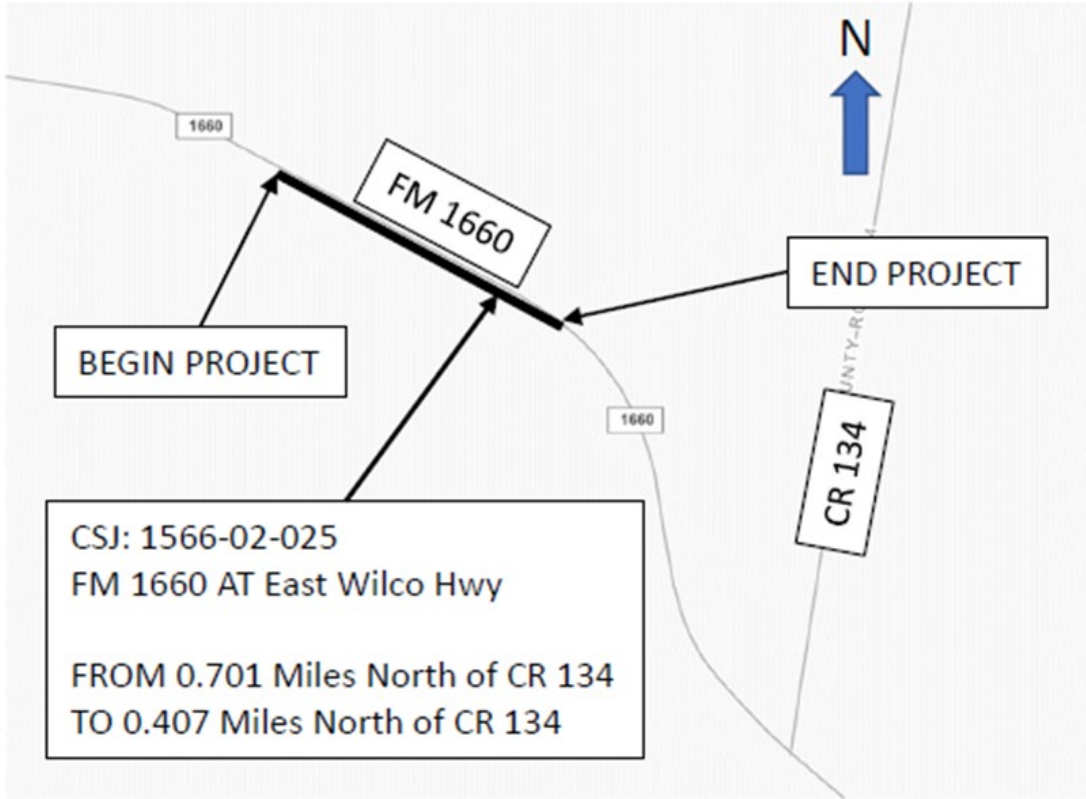 N
1660
FM 1660
END PROJECT
BEGIN PROJECT
1660
CR 134
CSJ: 1566-02-025
FM 1660 AT East Wilco Hwy
FROM 0.701 Miles North of CR 134
TO 0.407 Miles North of CR 134